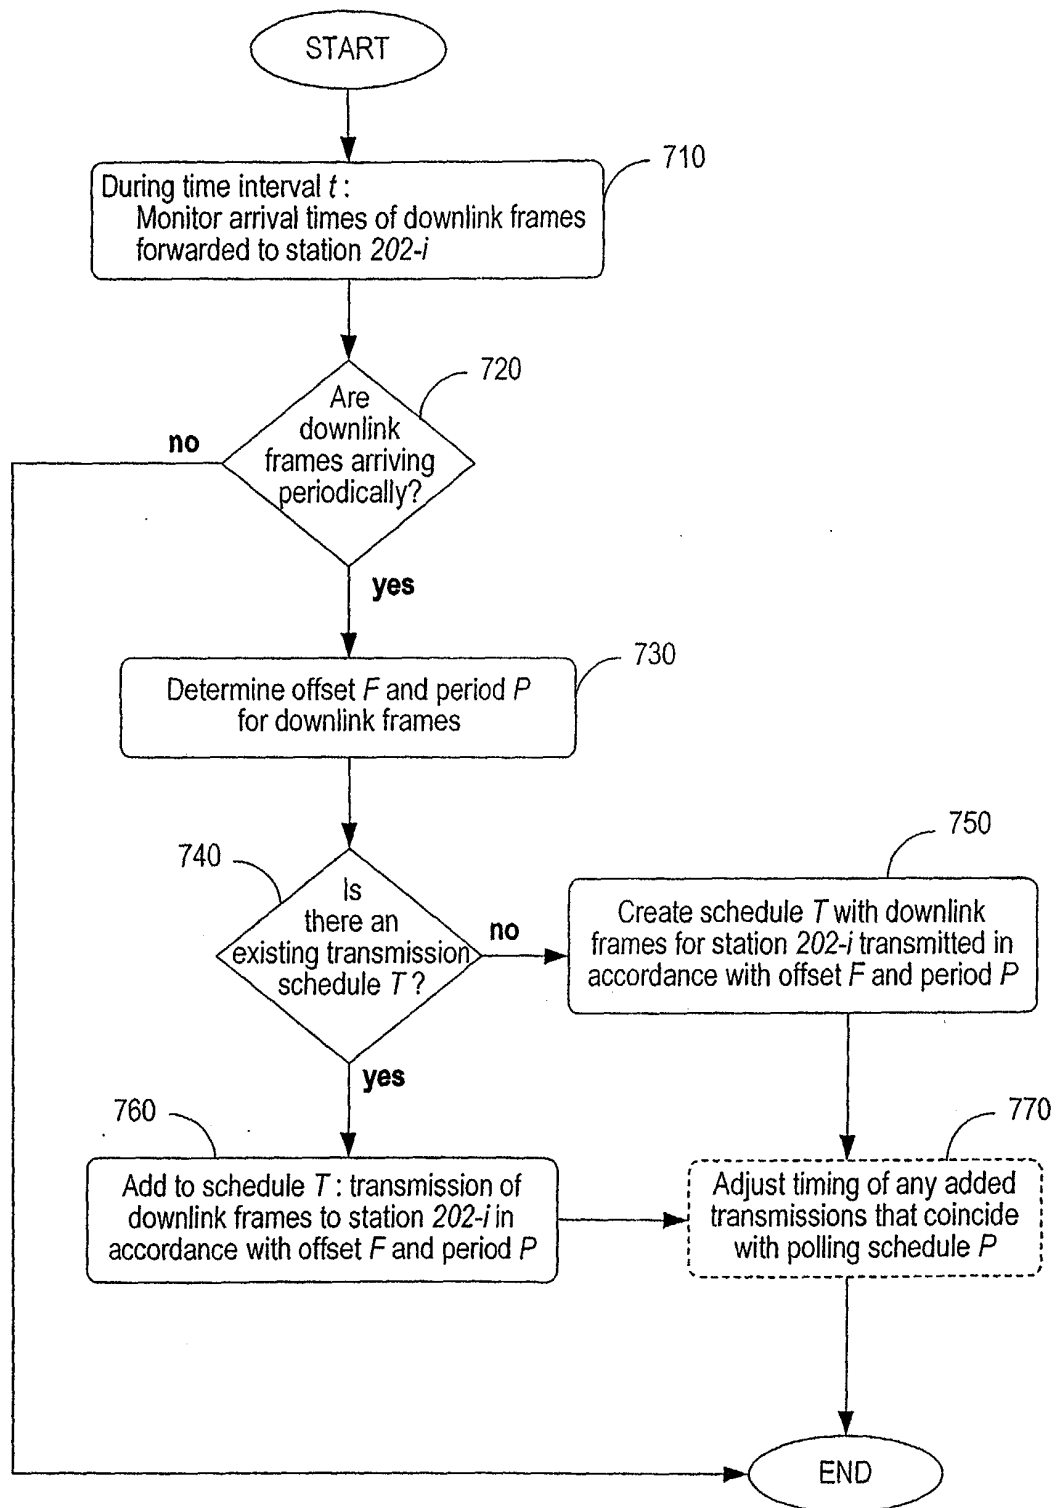 START
710
During time interval t :
Monitor arrival times of downlink frames
forwarded to station 202-i
720
Are
downlink
frames arriving
periodically?
no
yes
730
Determine offset F and period P
for downlink frames
740
Is
there an
existing transmission
schedule T ?
no
750
Create schedule T with downlink
frames for station 202-i transmitted in
accordance with offset F and period P
yes
760
Add to schedule T : transmission of
downlink frames to station 202-i in
accordance with offset F and period P
770
Adjust timing of any added
transmissions that coincide
with polling schedule P
END